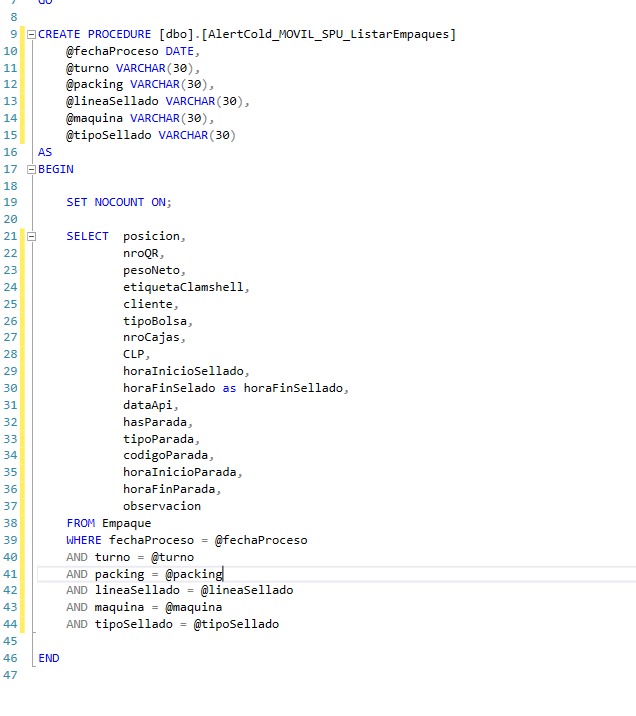 7 GO
8
9 CREATE PROCEDURE [dbo].[AlertCold_MOVIL_SPU_ListarEmpaques]
10 @fechaProceso DATE,
11 @turno VARCHAR(30),
12 @packing VARCHAR(30),
13 @lineaSellado VARCHAR(30),
14 @maquina VARCHAR(30),
15 @tipoSellado VARCHAR(30)
16 AS
17 BEGIN
18
19 SET NOCOUNT ON;
20
21 SELECT posicion,
22 nroQR,
23 pesoNeto,
24 etiquetaClamshell,
25 cliente,
26 tipoBolsa,
27 nroCajas,
28 CLP,
29 horaInicioSellado,
30 horaFinSelado as horaFinSellado,
31 dataApi,
32 hasParada,
33 tipoParada,
34 codigoParada,
35 horaInicioParada,
36 horaFinParada,
37 observacion
38 FROM Empaque
39 WHERE fechaProceso = @fechaProceso
40 AND turno = @turno
41 AND packing = @packing
42 AND lineaSellado = @lineaSellado
43 AND maquina = @maquina
44 AND tipoSellado = @tipoSellado
45
46 END
47